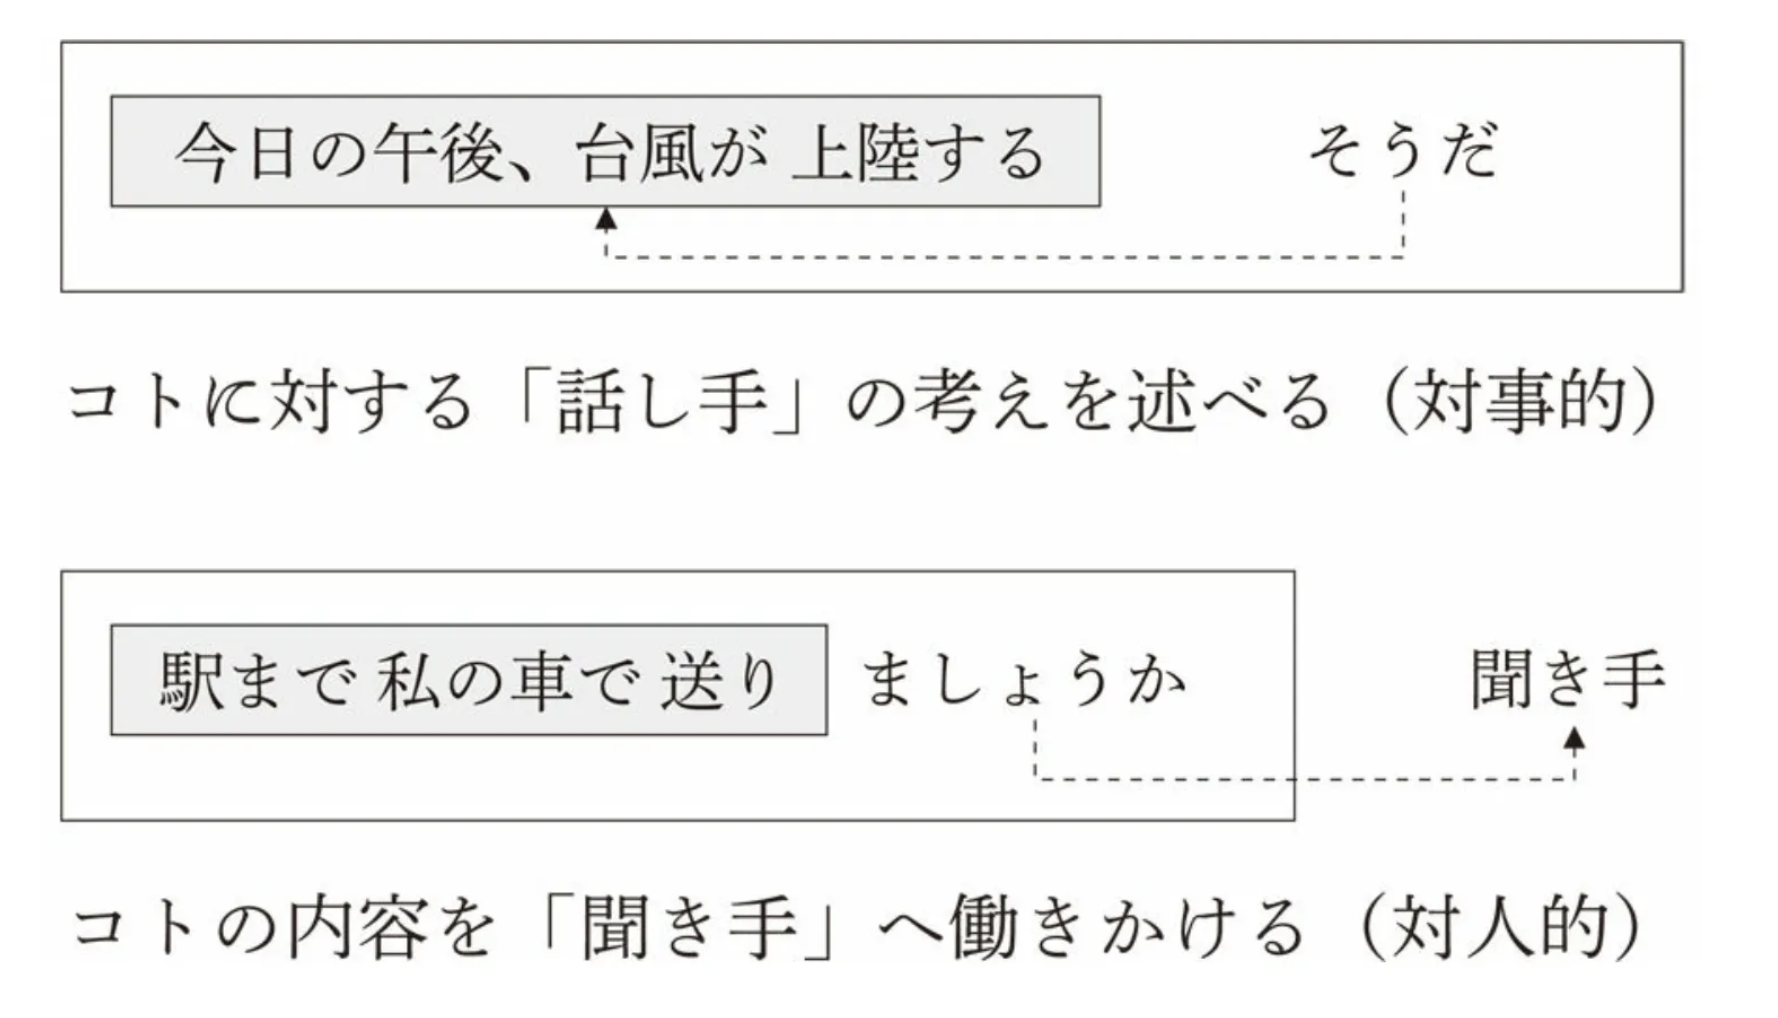 今日の午後、台風が 上陸する そうだ
コトに対する「話し手」の考えを述べる（対事的）
駅まで 私の車で 送り ましょうか 聞き手
コトの内容を「聞き手」へ働きかける（対人的）